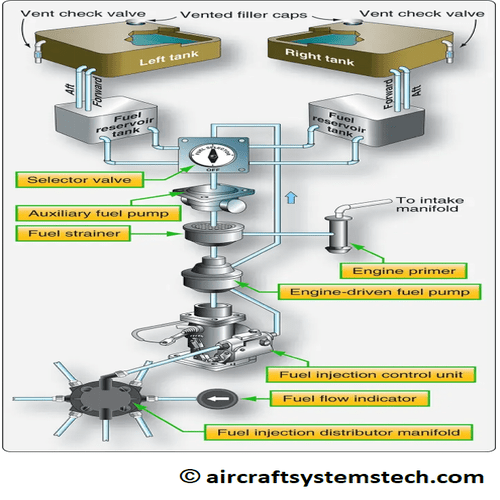 Vent check valve
Vented filler caps
Vent check valve
Left tank
Right tank
Aft
Forward
Forward
Aft
Fuel
reservoir
tank
Fuel
reservoir
tank
FUEL SELECTOR
OFF
Selector valve
Auxiliary fuel pump
To intake
manifold
Fuel strainer
Engine primer
Engine-driven fuel pump
Fuel injection control unit
Fuel flow indicator
Fuel injection distributor manifold
© aircraftsystemstech.com